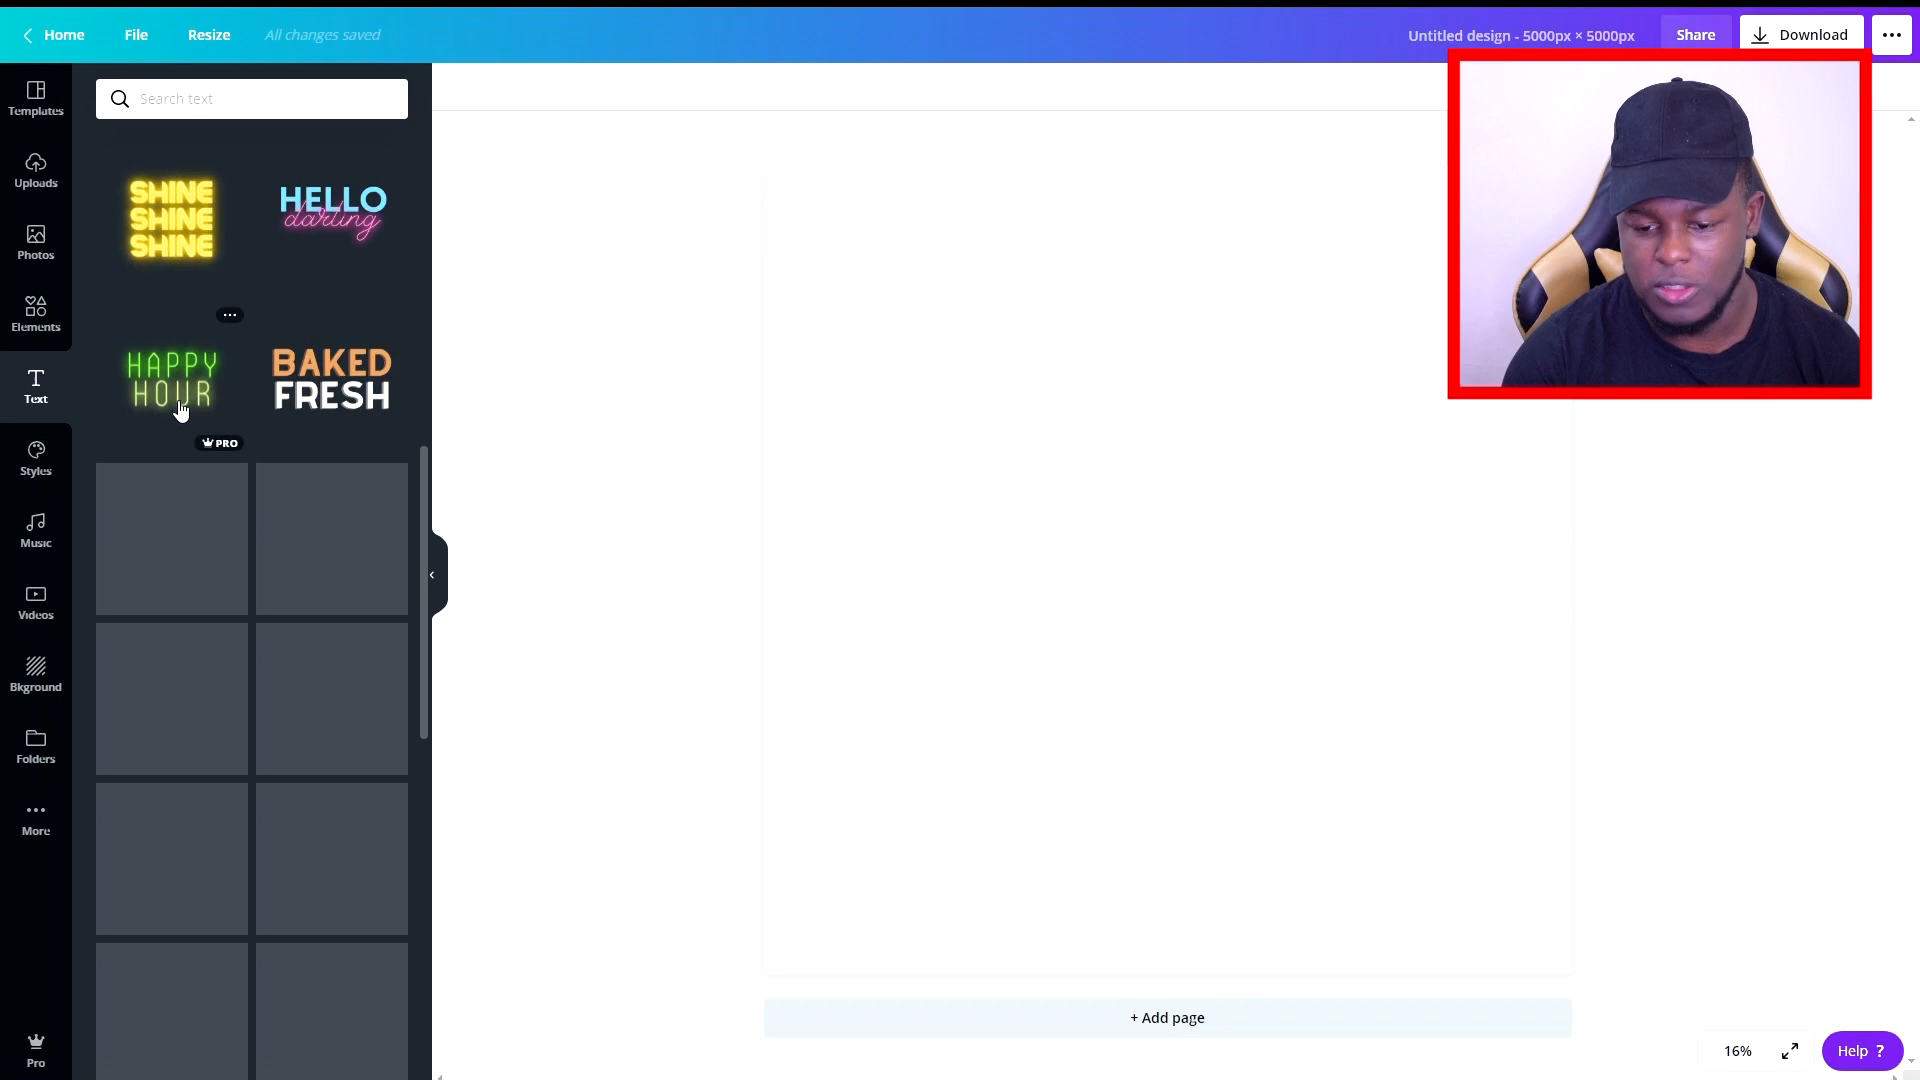 Home
File
Resize
All changes saved
Untitled design - 5000px × 5000px
Share
Download
Templates
Uploads
Photos
Elements
Text
Styles
Music
Videos
Bkground
Folders
More
Pro
Search text
SHINE
SHINE
SHINE
HELLO
darling
HAPPY
HOUR
BAKED
FRESH
PRO
+ Add page
16%
Help ?